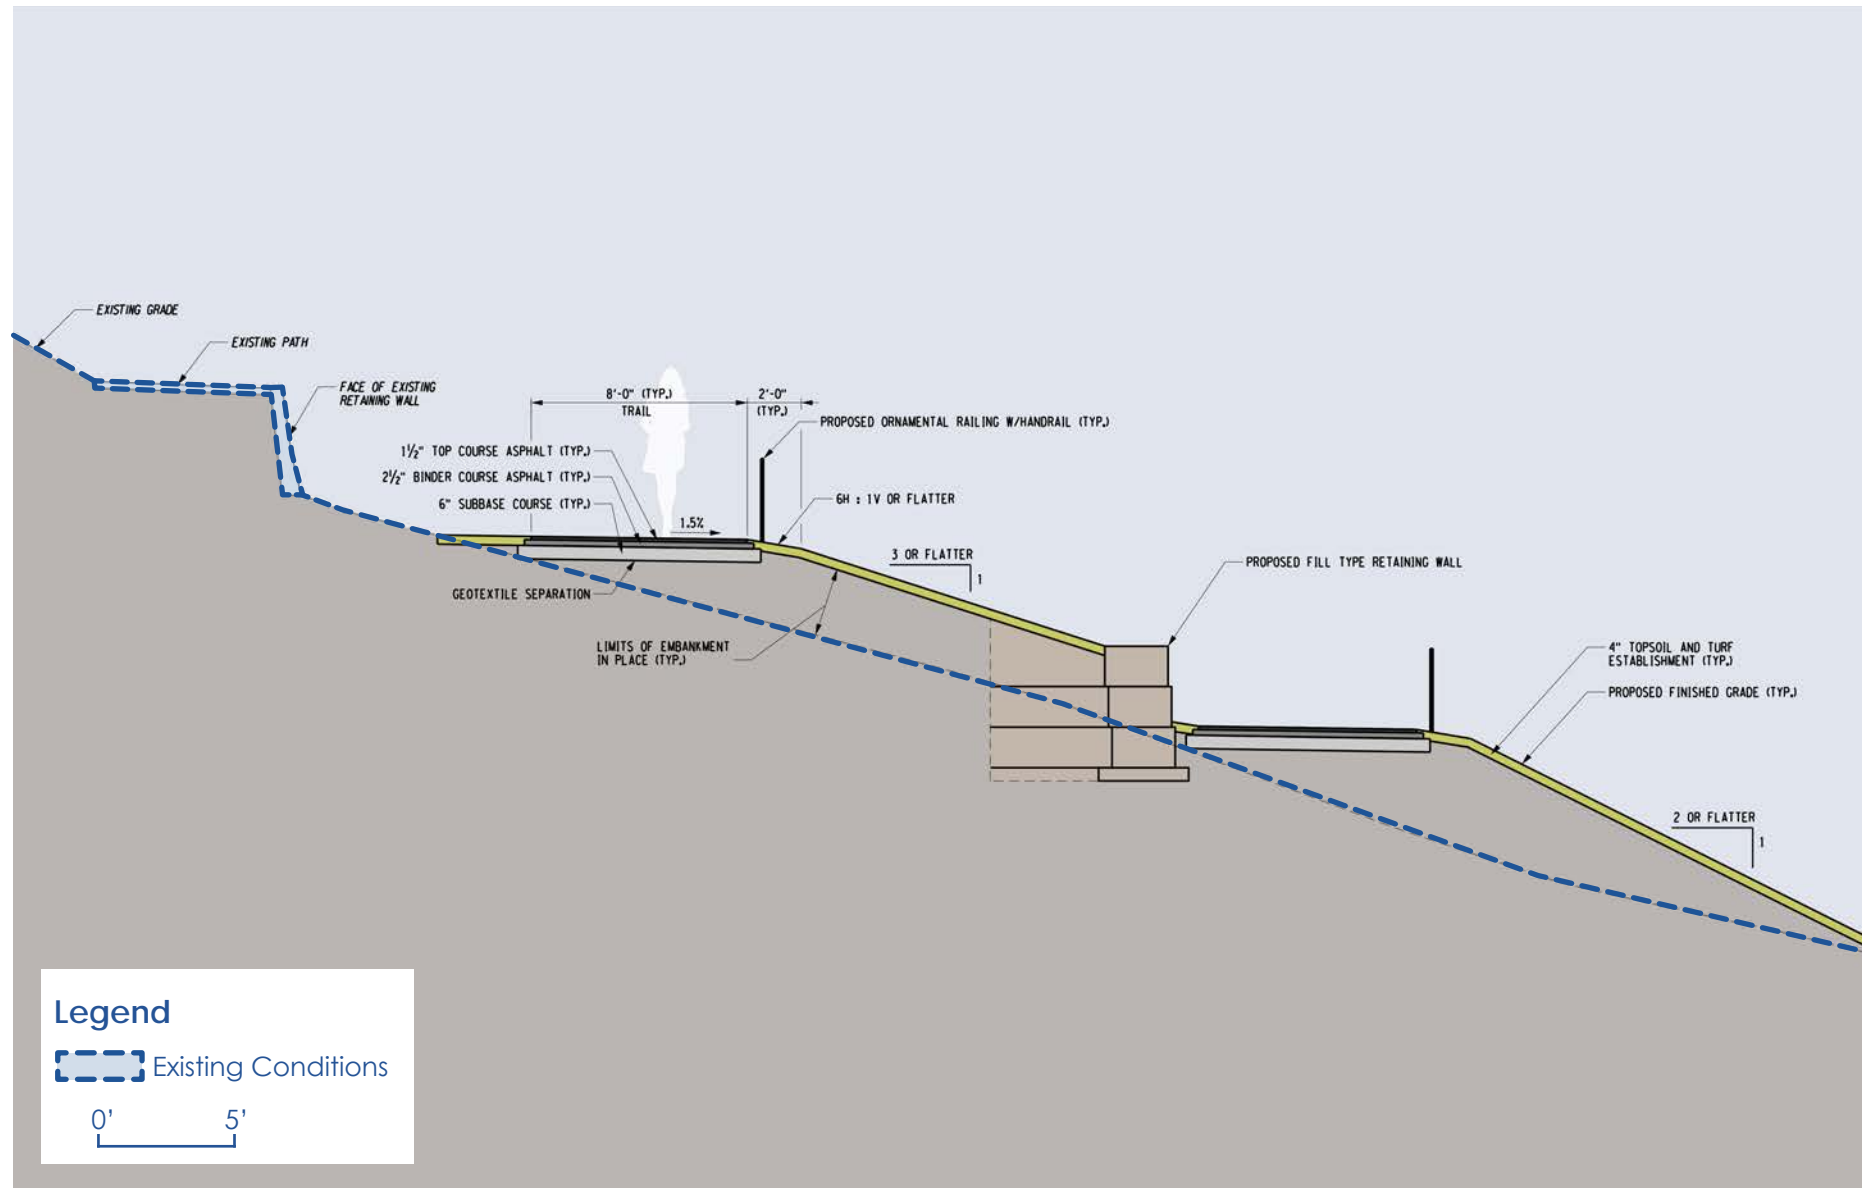 EXISTING GRADE
EXISTING PATH
FACE OF EXISTING
RETAINING WALL
8'-0" (TYP.)
TRAIL
2'-0"
(TYP.)
PROPOSED ORNAMENTAL RAILING W/HANDRAIL (TYP.)
1½" TOP COURSE ASPHALT (TYP.)
2½" BINDER COURSE ASPHALT (TYP.)
6" SUBBASE COURSE (TYP.)
1.5%
6H : 1V OR FLATTER
3 OR FLATTER
1
GEOTEXTILE SEPARATION
PROPOSED FILL TYPE RETAINING WALL
LIMITS OF EMBANKMENT
IN PLACE (TYP.)
4" TOPSOIL AND TURF
ESTABLISHMENT (TYP.)
PROPOSED FINISHED GRADE (TYP.)
2 OR FLATTER
1
Legend
Existing Conditions
0' 5'